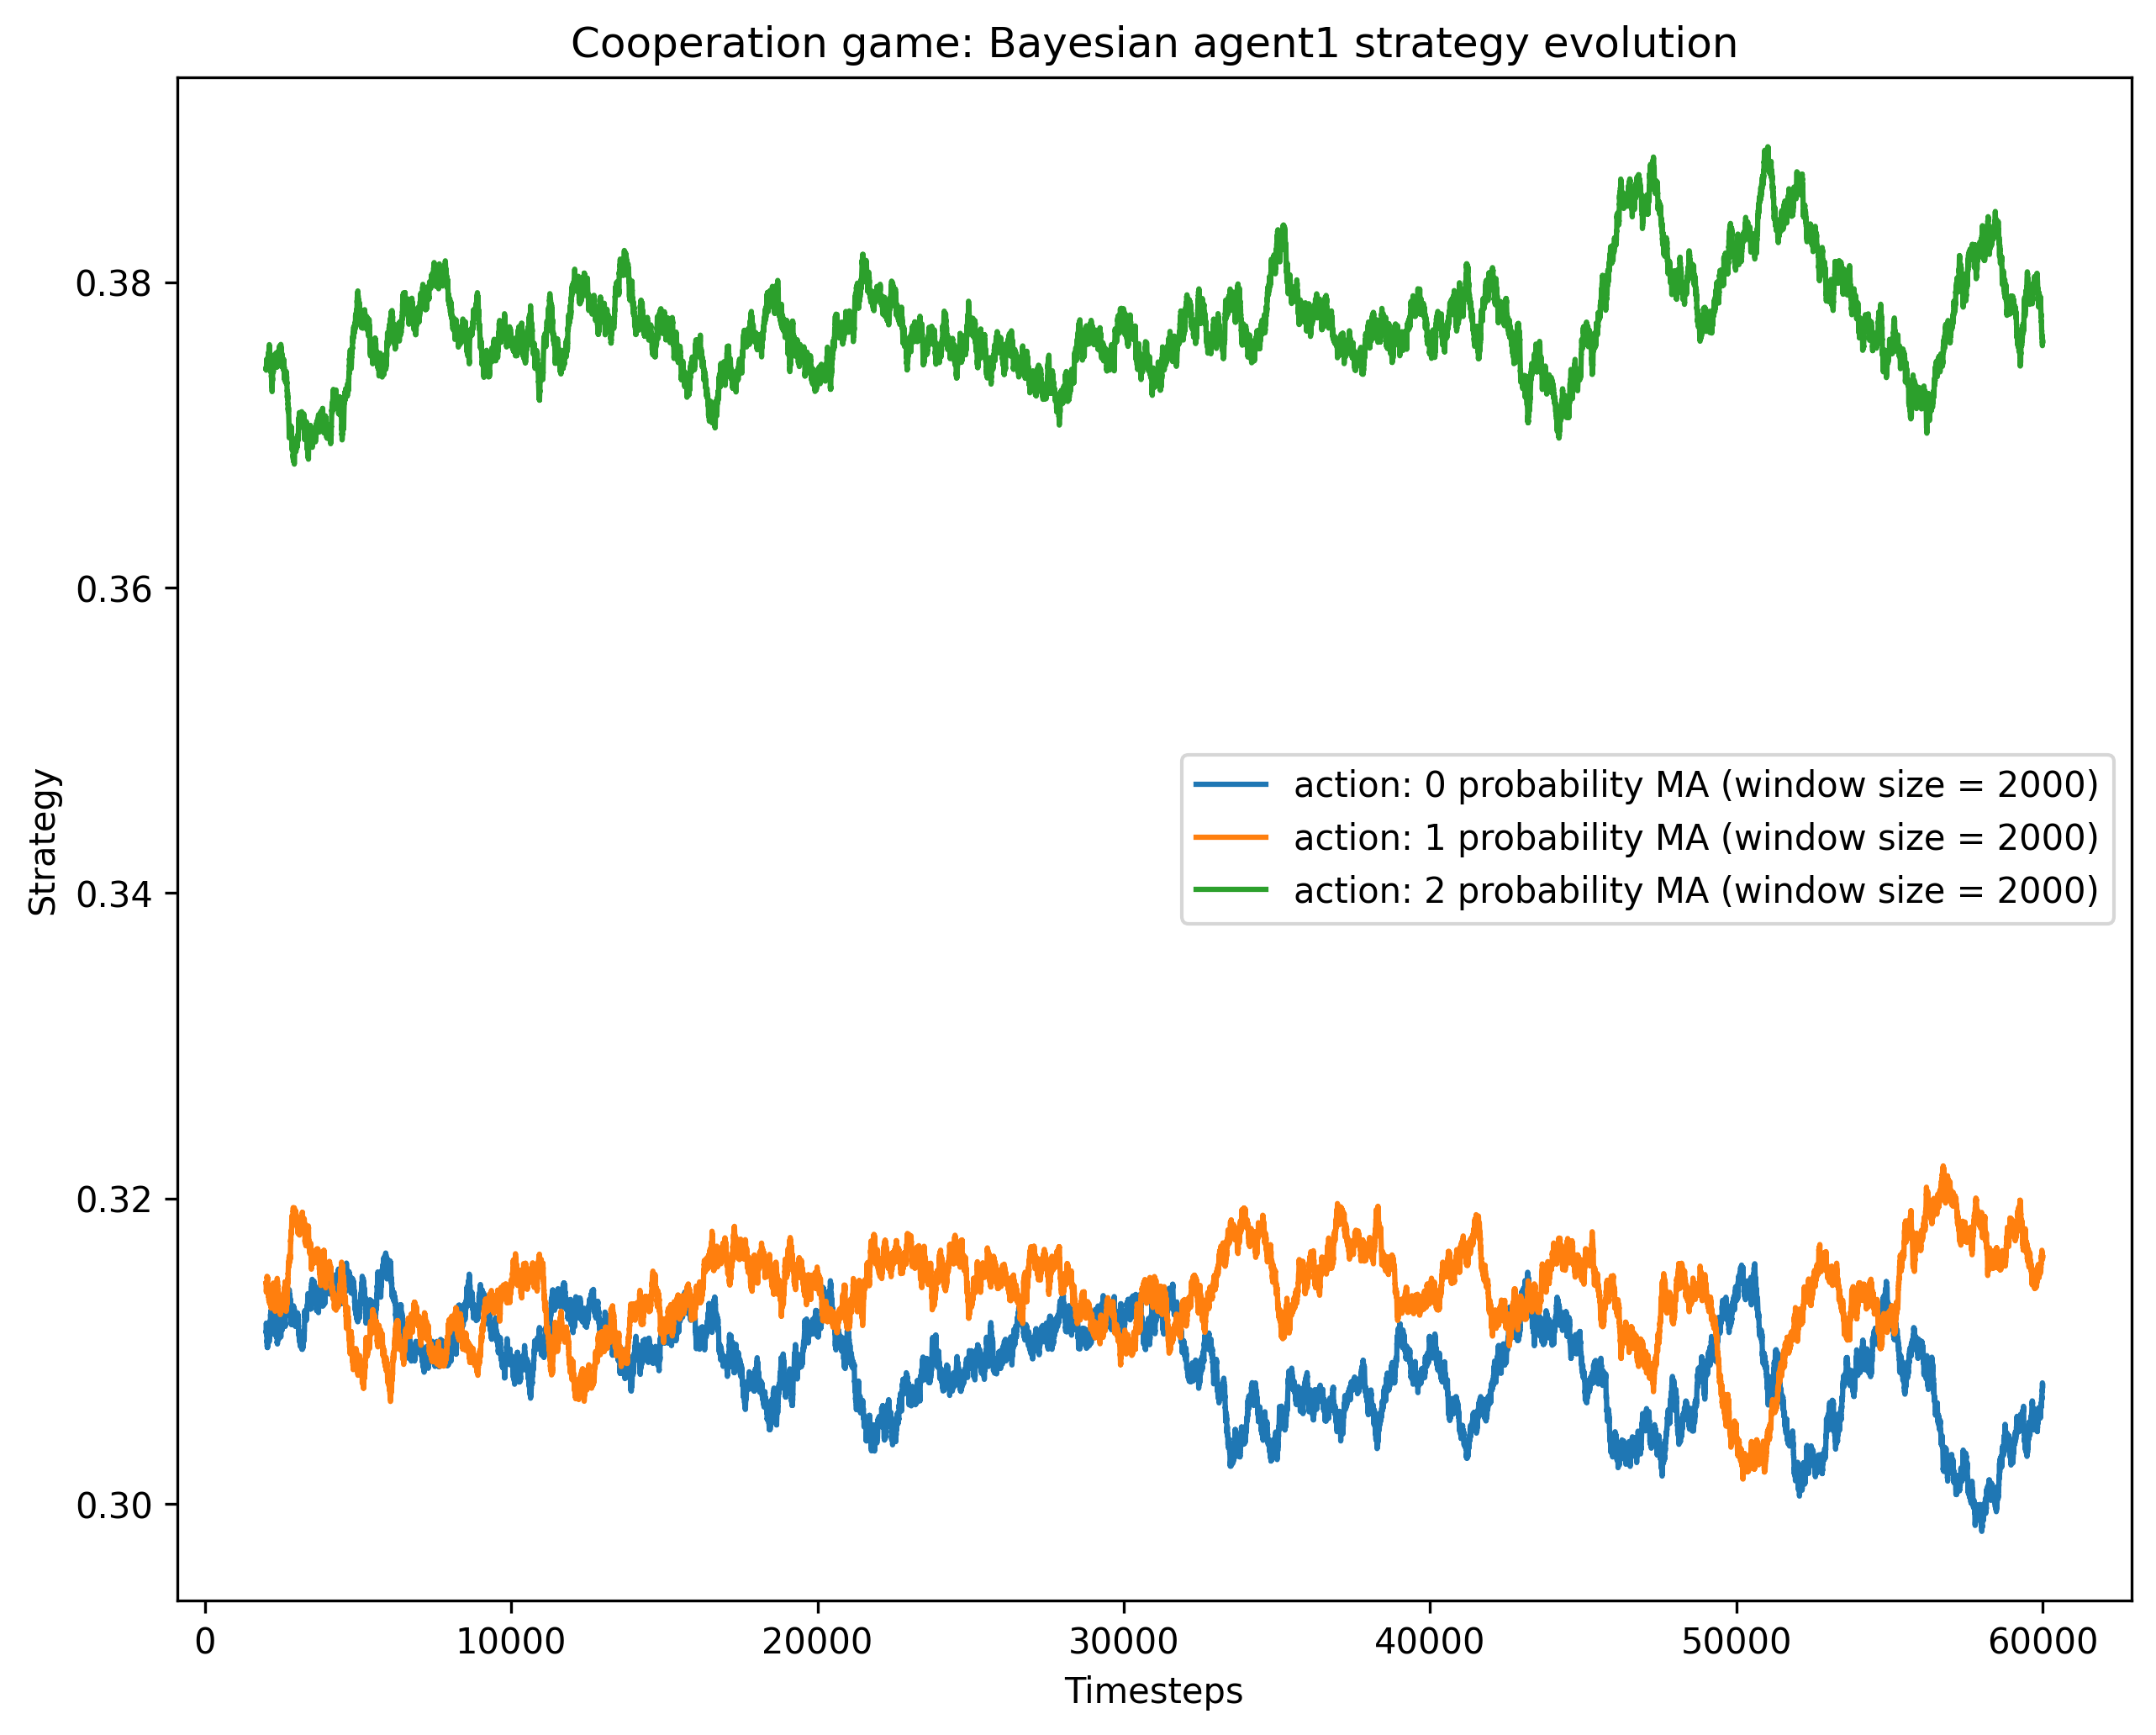 Cooperation game: Bayesian agent1 strategy evolution
Strategy
0.38
0.36
0.34
0.32
0.30
action: 0 probability MA (window size = 2000)
action: 1 probability MA (window size = 2000)
action: 2 probability MA (window size = 2000)
0 10000 20000 30000 40000 50000 60000
Timesteps